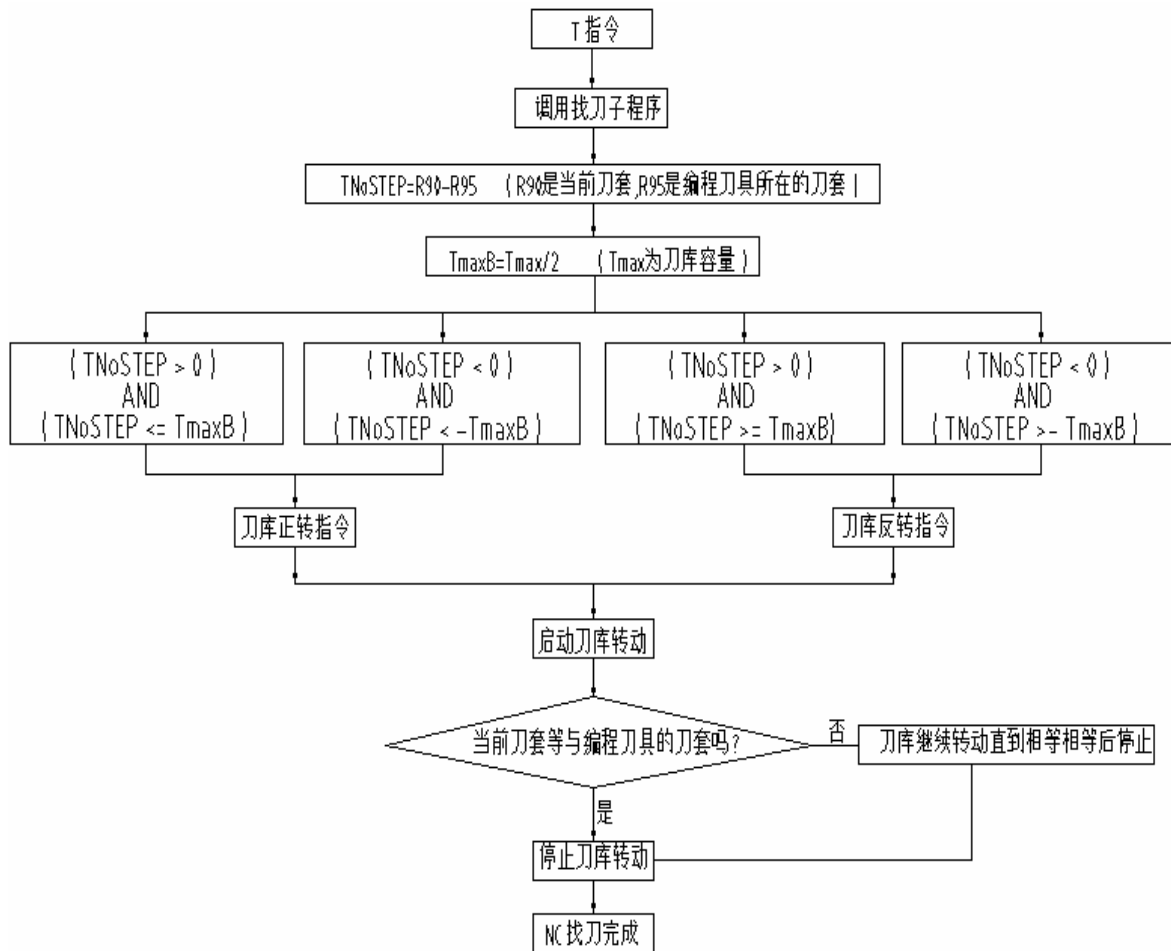 T指令
调用找刀子程序
TNoSTEP=R90-R95 (R90是当前刀套,R95是编程刀具所在的刀套)
TmaxB=Tmax/2 (Tmax为刀库容量)
(TNoSTEP > 0)
AND
(TNoSTEP <= TmaxB)
(TNoSTEP < 0)
AND
(TNoSTEP < -TmaxB)
(TNoSTEP > 0)
AND
(TNoSTEP >= TmaxB)
(TNoSTEP < 0)
AND
(TNoSTEP >- TmaxB)
刀库正转指令
刀库反转指令
启动刀库转动
当前刀套等与编程刀具的刀套吗?
否
刀库继续转动直到相等相等后停止
是
停止刀库转动
NC找刀完成